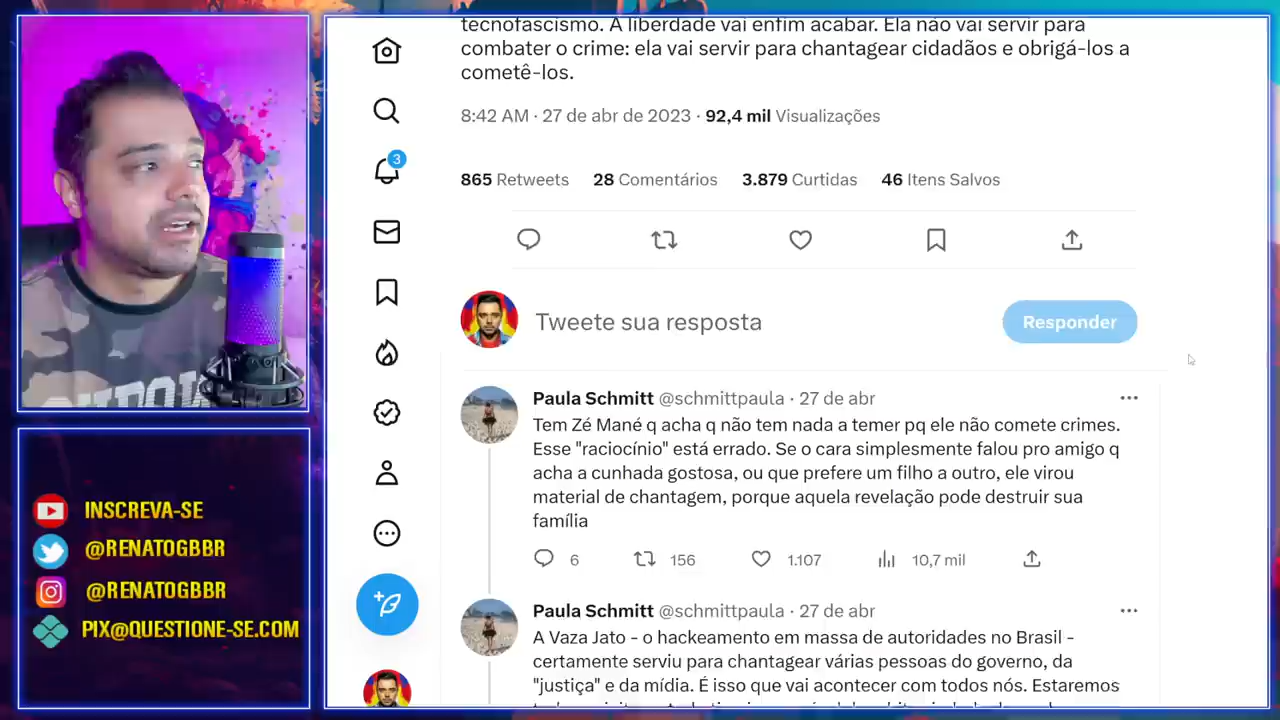 tecnofascismo. A liberdade vai enfim acabar. Ela não vai servir para
combater o crime: ela vai servir para chantagear cidadãos e obrigá-los a
cometê-los.
8:42 AM · 27 de abr de 2023 · 92,4 mil Visualizações
865 Retweets 28 Comentários 3.879 Curtidas 46 Itens Salvos
3
Tweete sua resposta
Responder
Paula Schmitt @schmittpaula · 27 de abr
Tem Zé Mané q acha q não tem nada a temer pq ele não comete crimes.
Esse "raciocínio" está errado. Se o cara simplesmente falou pro amigo q
acha a cunhada gostosa, ou que prefere um filho a outro, ele virou
material de chantagem, porque aquela revelação pode destruir sua
família
6 156 1.107 10,7 mil
Paula Schmitt @schmittpaula · 27 de abr
A Vaza Jato - o hackeamento em massa de autoridades no Brasil -
certamente serviu para chantagear várias pessoas do governo, da
"justiça" e da mídia. É isso que vai acontecer com todos nós. Estaremos
INSCREVA-SE
@RENATOGBBR
@RENATOGBBR
PIX@QUESTIONE-SE.COM